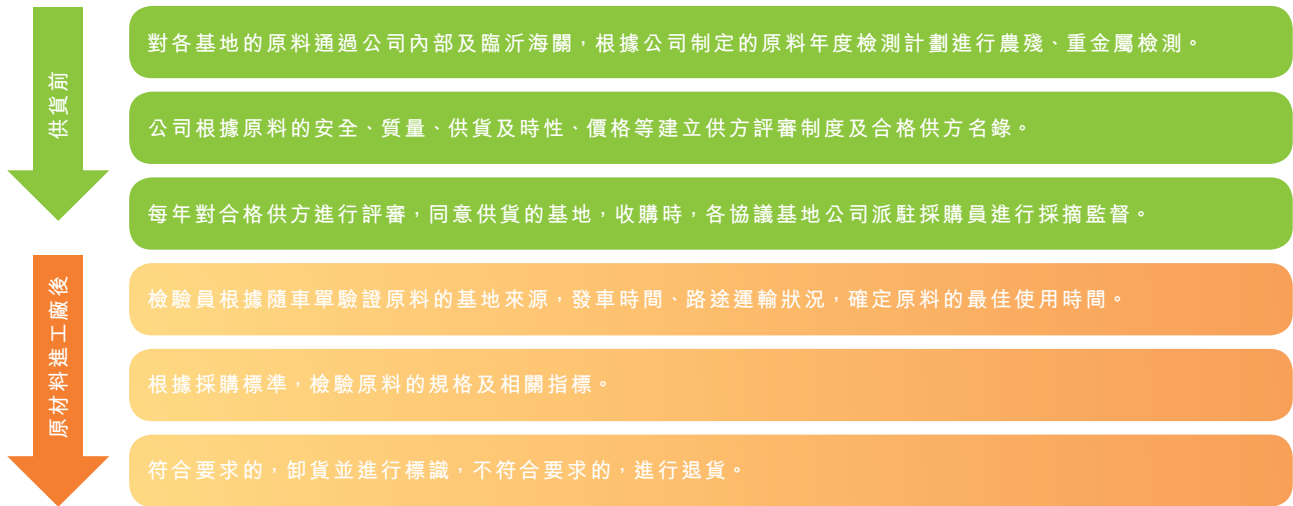 供貨前
對各基地的原料通過公司內部及臨沂海關，根據公司制定的原料年度檢測計劃進行農殘、重金屬檢測。
公司根據原料的安全、質量、供貨及時性、價格等建立供方評審制度及合格供方名錄。
每年對合格供方進行評審，同意供貨的基地，收購時，各協議基地公司派駐採購員進行採摘監督。
原材料進工廠後
檢驗員根據隨車單驗證原料的基地來源，發車時間、路途運輸狀況，確定原料的最佳使用時間。
根據採購標準，檢驗原料的規格及相關指標。
符合要求的，卸貨並進行標識，不符合要求的，進行退貨。